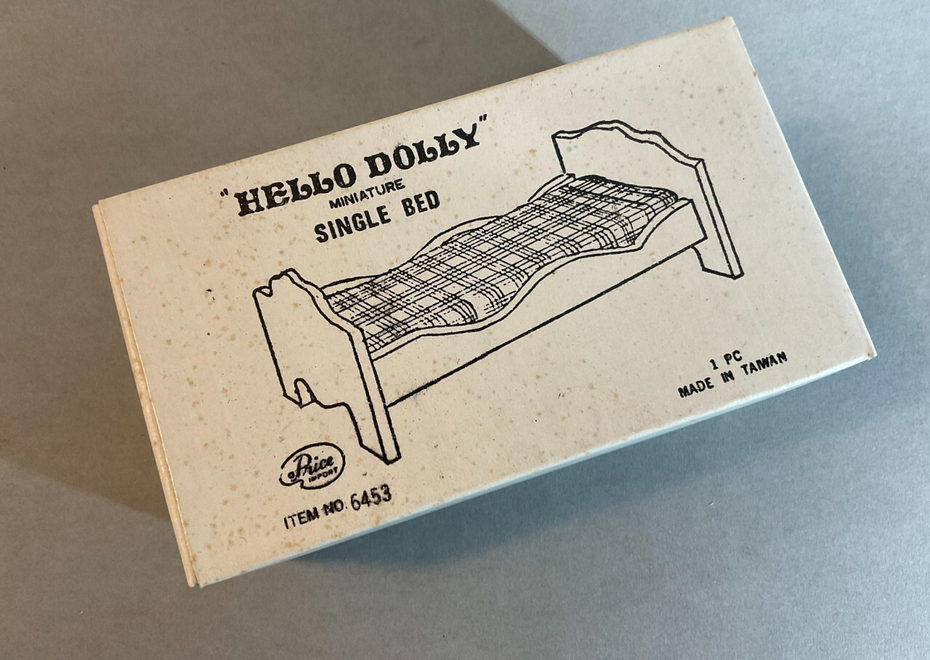 "HELLO DOLLY"
MINIATURE
SINGLE BED
1 PC
MADE IN TAIWAN
a Price
IMPORT
ITEM NO. 6453